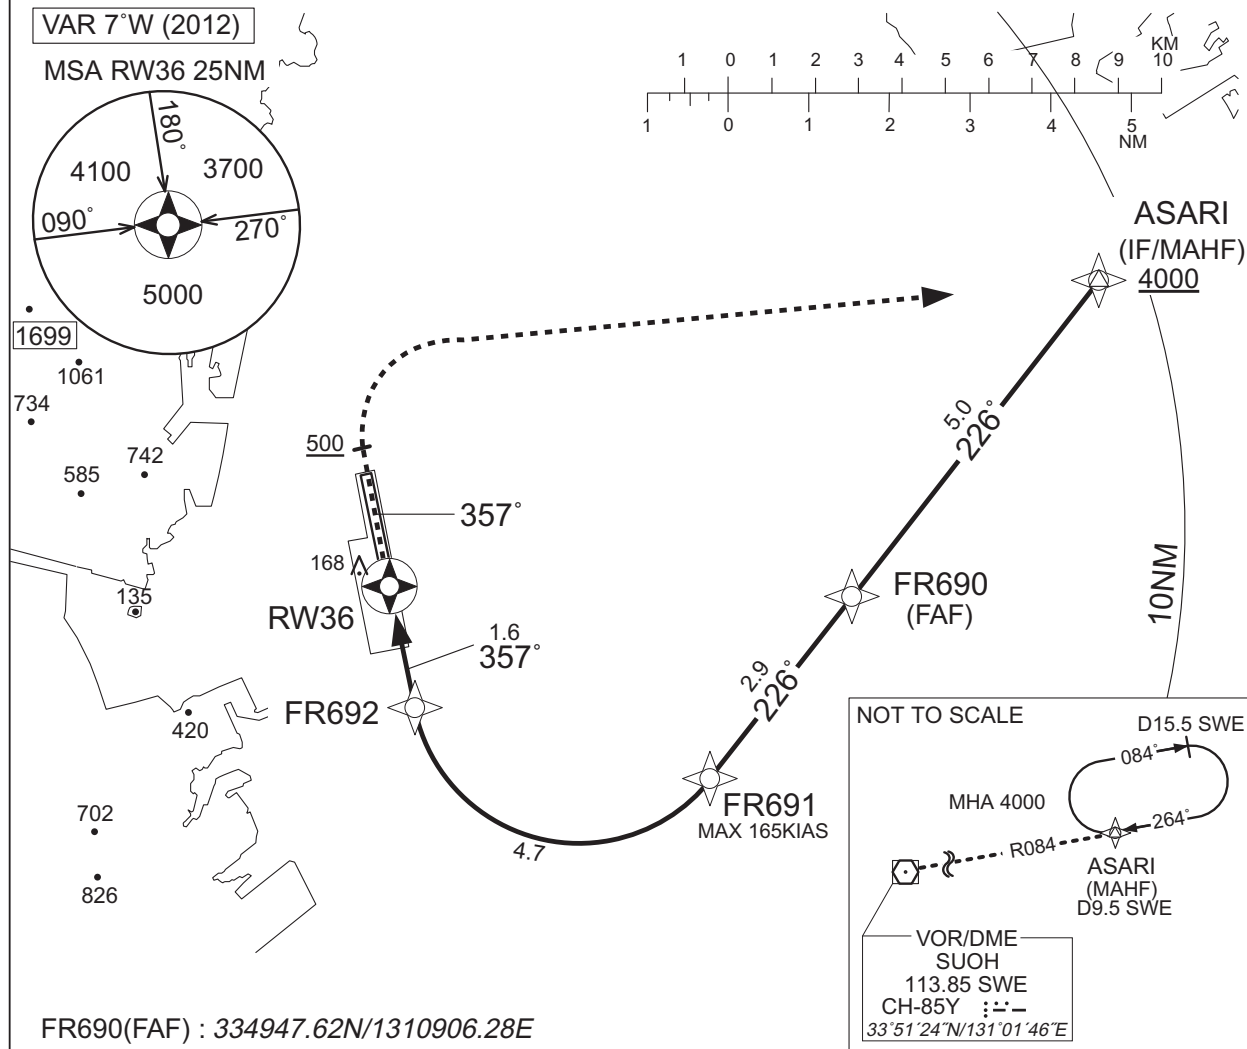 VAR 7°W (2012)
MSA RW36 25NM
180°
4100
3700
090°
270°
5000
KM
1 0 1 2 3 4 5 6 7 8 9 10
1 0 1 2 3 4 5
NM
ASARI
(IF/MAHF)
4000
1699
1061
734
585
742
500
5.0
226°
357°
168
RW36
135
FR690
(FAF)
10NM
1.6
357°
2.9
226°
FR692
420
FR691
MAX 165KIAS
4.7
702
826
NOT TO SCALE
D15.5 SWE
084°
MHA 4000
264°
R084
ASARI
(MAHF)
D9.5 SWE
VOR/DME
SUOH
113.85 SWE
CH-85Y
33°51′24″N/131°01′46″E
FR690(FAF) : 334947.62N/1310906.28E